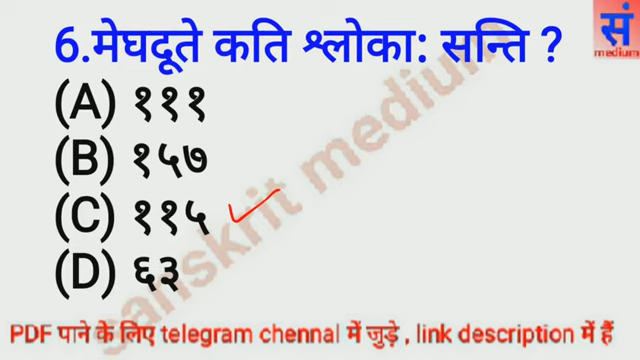 6.मेघदूते कति श्लोका: सन्ति ?
सं
medium
(A) १११
(B) १५७
(C) ११५
(D) ६३
sanskrit medium
PDF पाने के लिए telegram chennal में जुड़े , link description में हैं